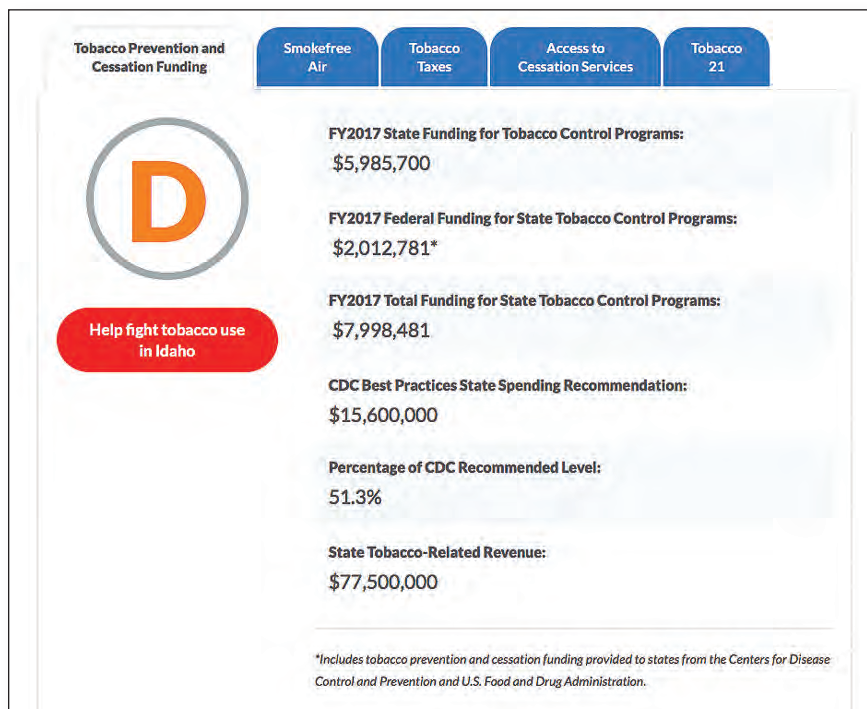 Tobacco Prevention and
Cessation Funding
Smokefree
Air
Tobacco
Taxes
Access to
Cessation Services
Tobacco
21
D
Help fight tobacco use
in Idaho
FY2017 State Funding for Tobacco Control Programs:
$5,985,700
FY2017 Federal Funding for State Tobacco Control Programs:
$2,012,781*
FY2017 Total Funding for State Tobacco Control Programs:
$7,998,481
CDC Best Practices State Spending Recommendation:
$15,600,000
Percentage of CDC Recommended Level:
51.3%
State Tobacco-Related Revenue:
$77,500,000
*Includes tobacco prevention and cessation funding provided to states from the Centers for Disease
Control and Prevention and U.S. Food and Drug Administration.